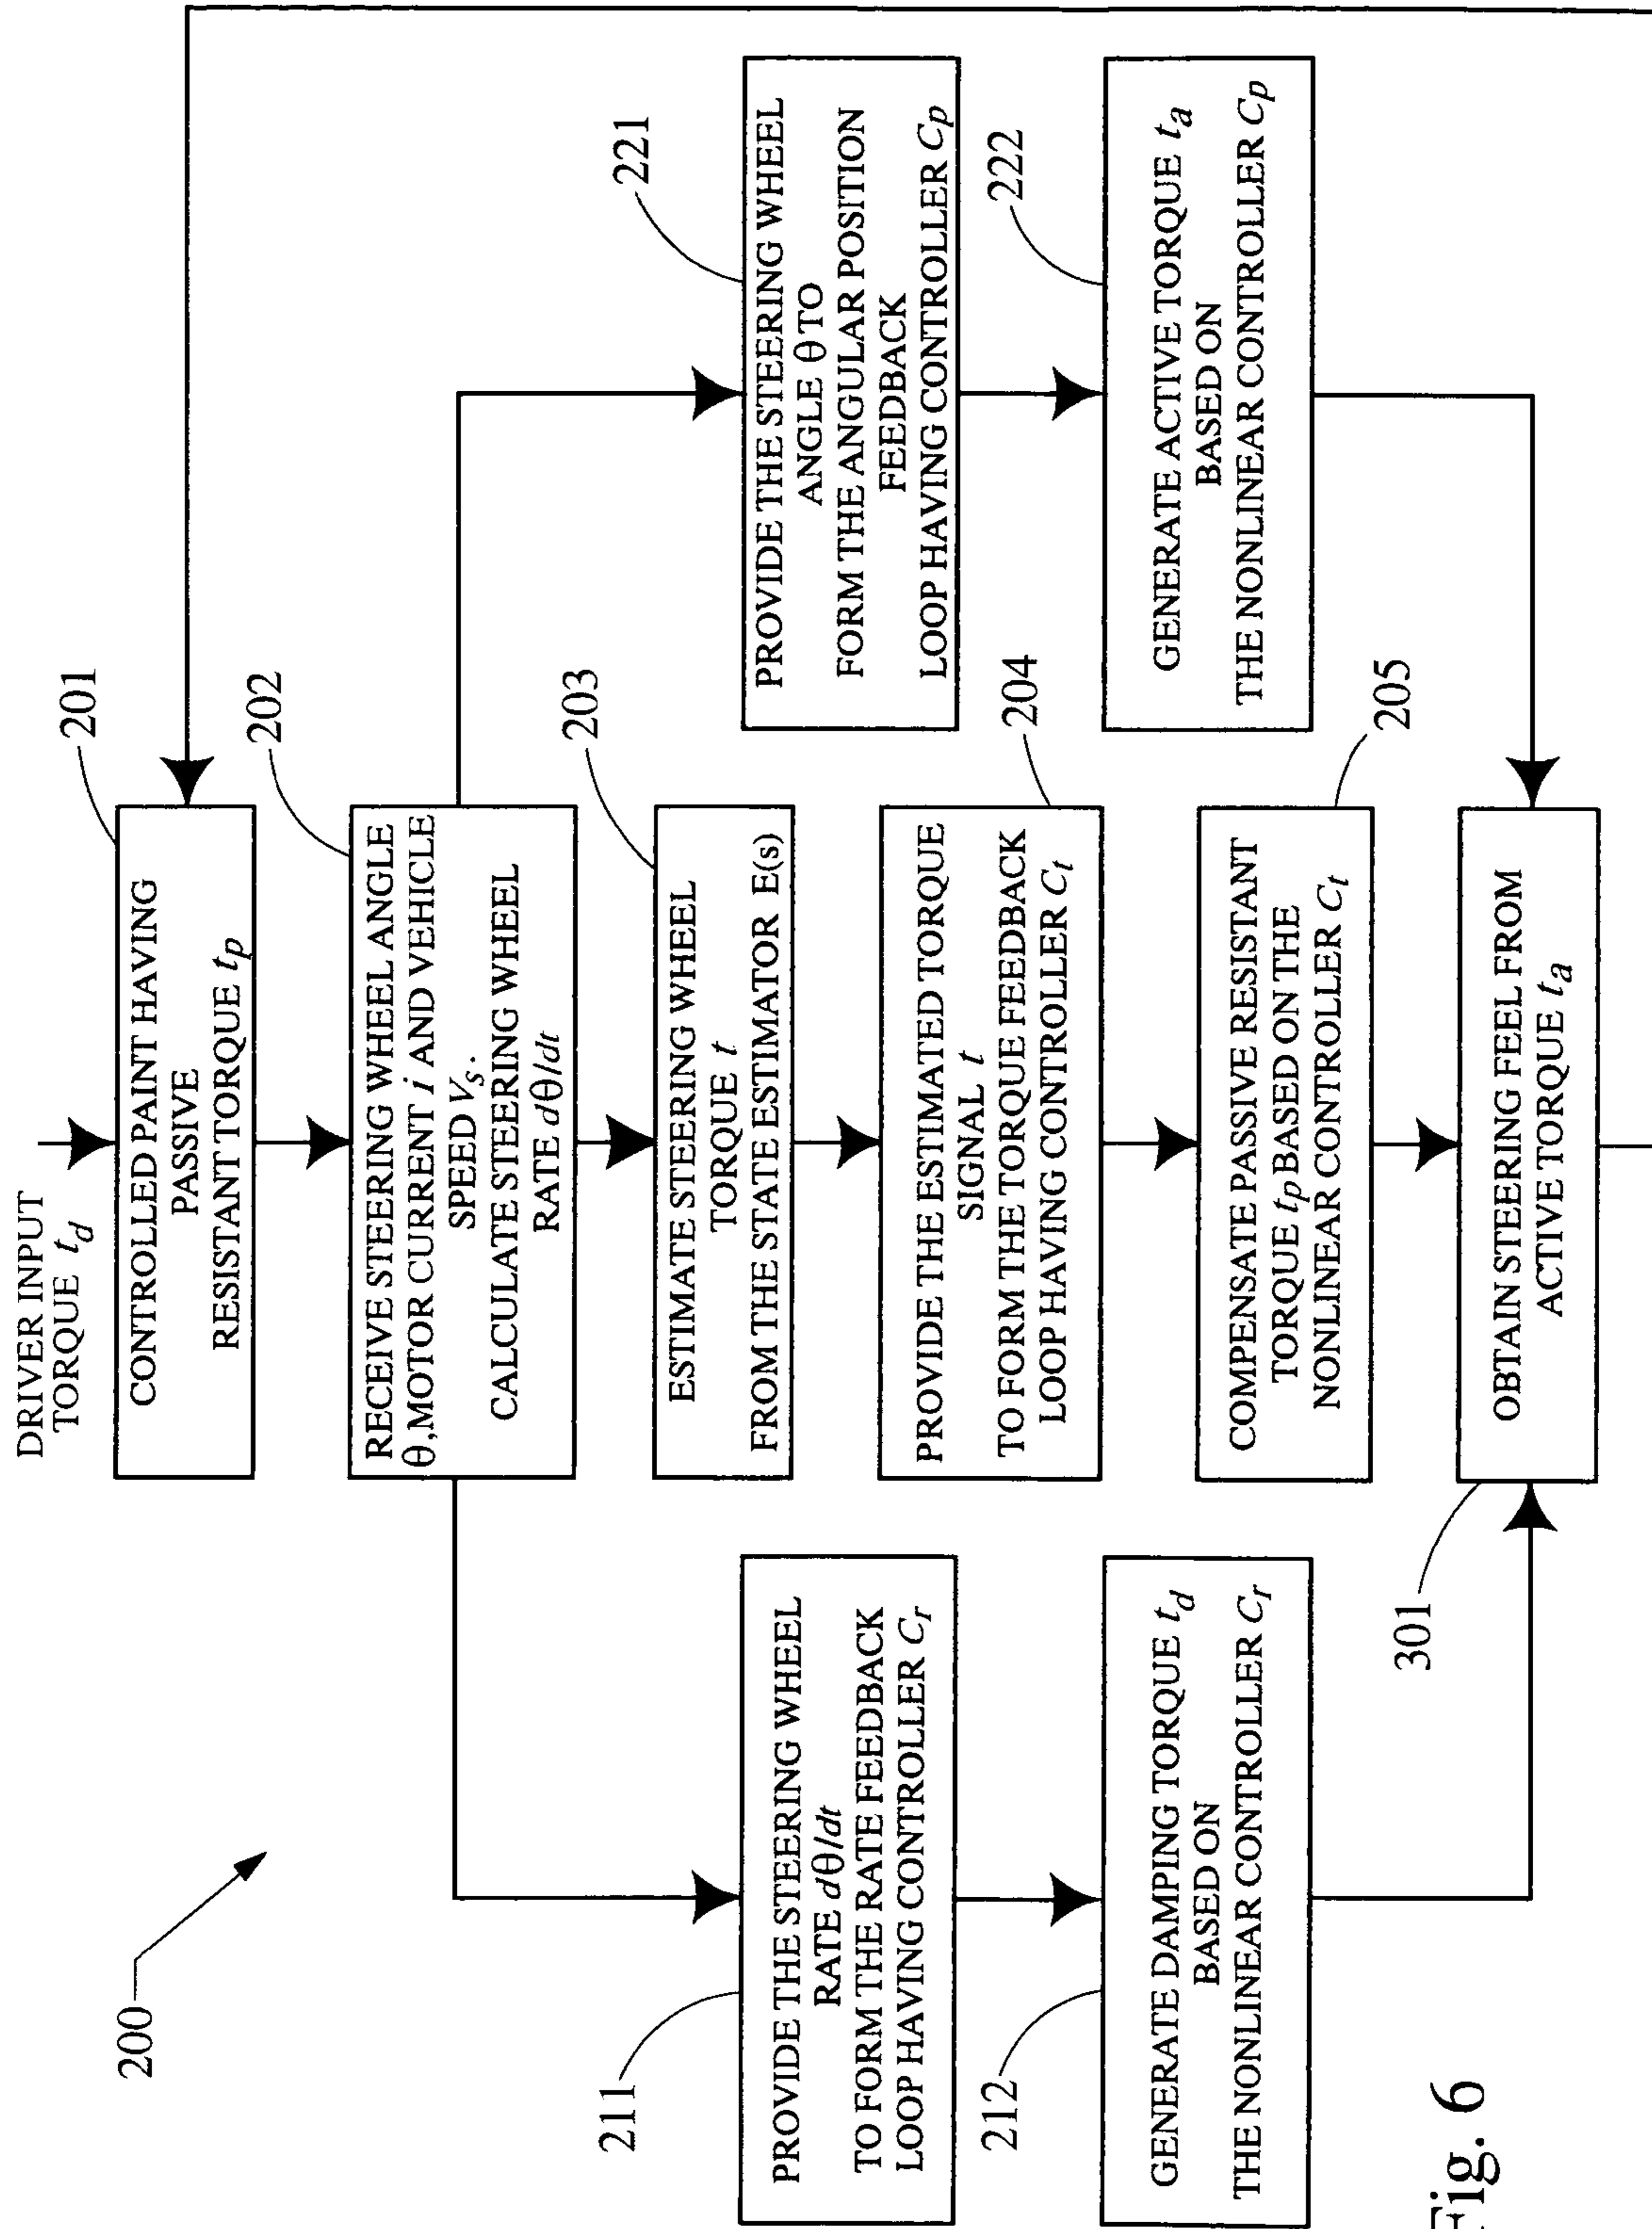 200
DRIVER INPUT
TORQUE t_d
201
CONTROLLED PAINT HAVING
PASSIVE
RESISTANT TORQUE t_p
202
RECEIVE STEERING WHEEL ANGLE
θ,MOTOR CURRENT i AND VEHICLE
SPEED V_s.
CALCULATE STEERING WHEEL
RATE dθ/dt
203
ESTIMATE STEERING WHEEL
TORQUE t
FROM THE STATE ESTIMATOR E(s)
204
PROVIDE THE ESTIMATED TORQUE
SIGNAL t
TO FORM THE TORQUE FEEDBACK
LOOP HAVING CONTROLLER C_t
205
COMPENSATE PASSIVE RESISTANT
TORQUE t_p BASED ON THE
NONLINEAR CONTROLLER C_t
211
PROVIDE THE STEERING WHEEL
RATE dθ/dt
TO FORM THE RATE FEEDBACK
LOOP HAVING CONTROLLER C_r
212
GENERATE DAMPING TORQUE t_d
BASED ON
THE NONLINEAR CONTROLLER C_r
221
PROVIDE THE STEERING WHEEL
ANGLE θ TO
FORM THE ANGULAR POSITION
FEEDBACK
LOOP HAVING CONTROLLER C_p
222
GENERATE ACTIVE TORQUE t_a
BASED ON
THE NONLINEAR CONTROLLER C_p
301
OBTAIN STEERING FEEL FROM
ACTIVE TORQUE t_a
Fig. 6